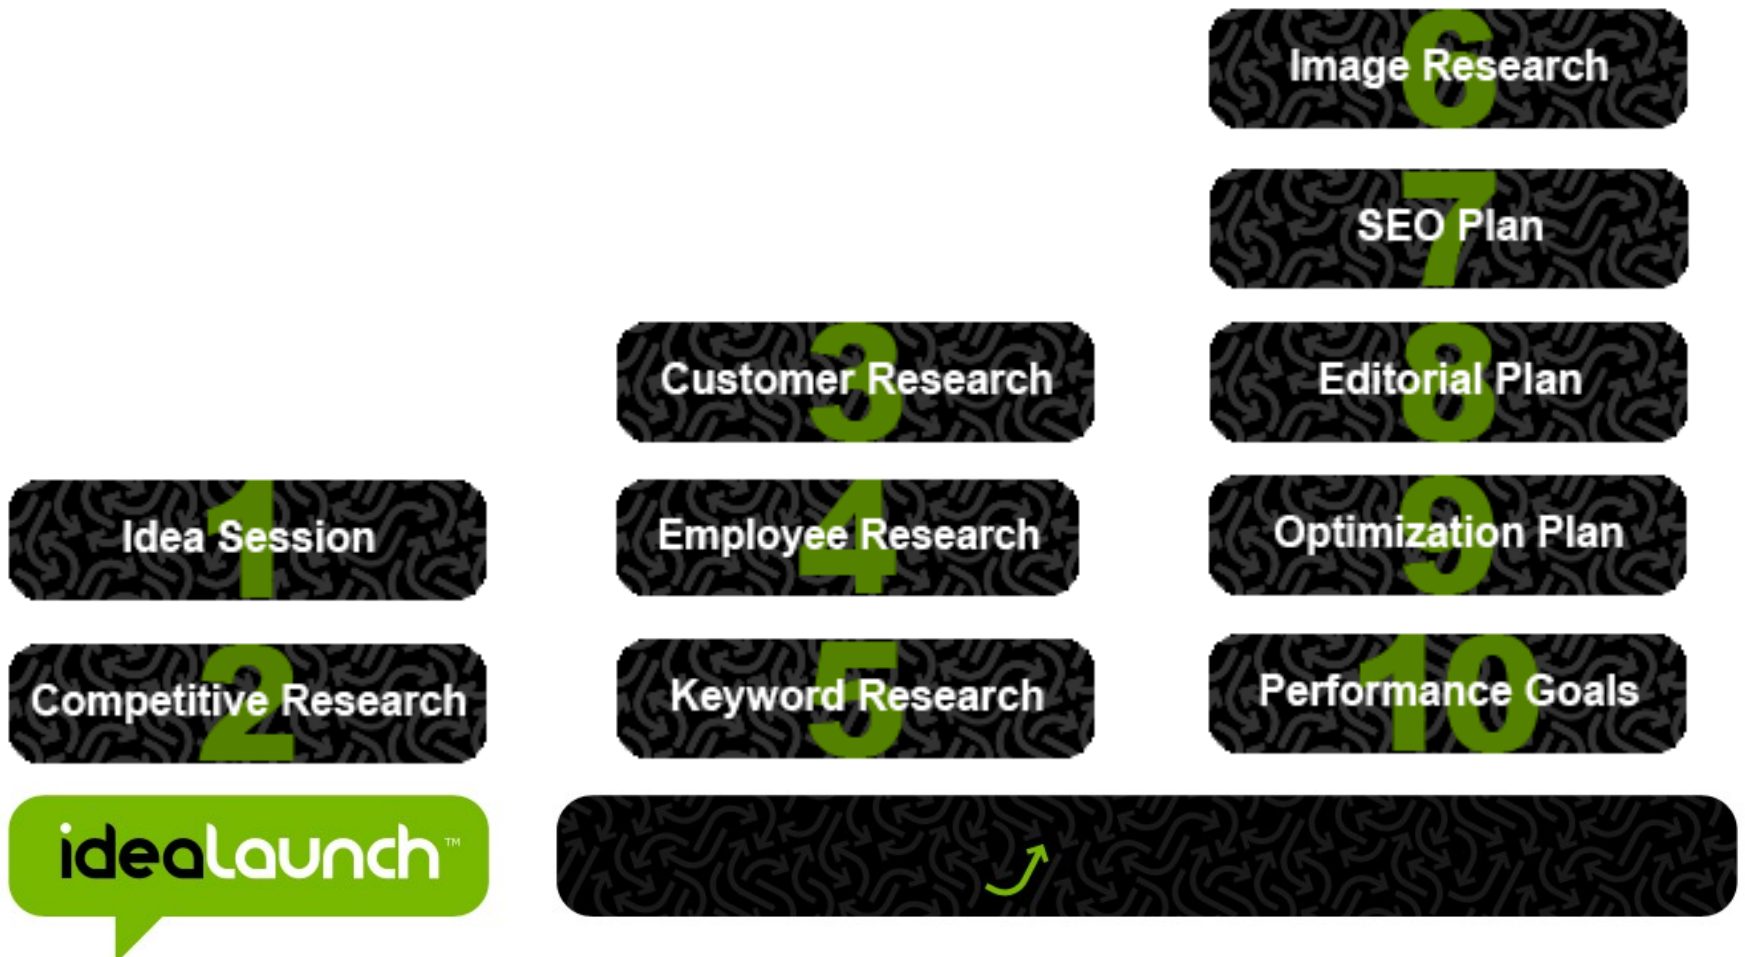 1
Idea Session
2
Competitive Research
3
Customer Research
4
Employee Research
5
Keyword Research
6
Image Research
7
SEO Plan
8
Editorial Plan
9
Optimization Plan
10
Performance Goals
ideaLaunch™